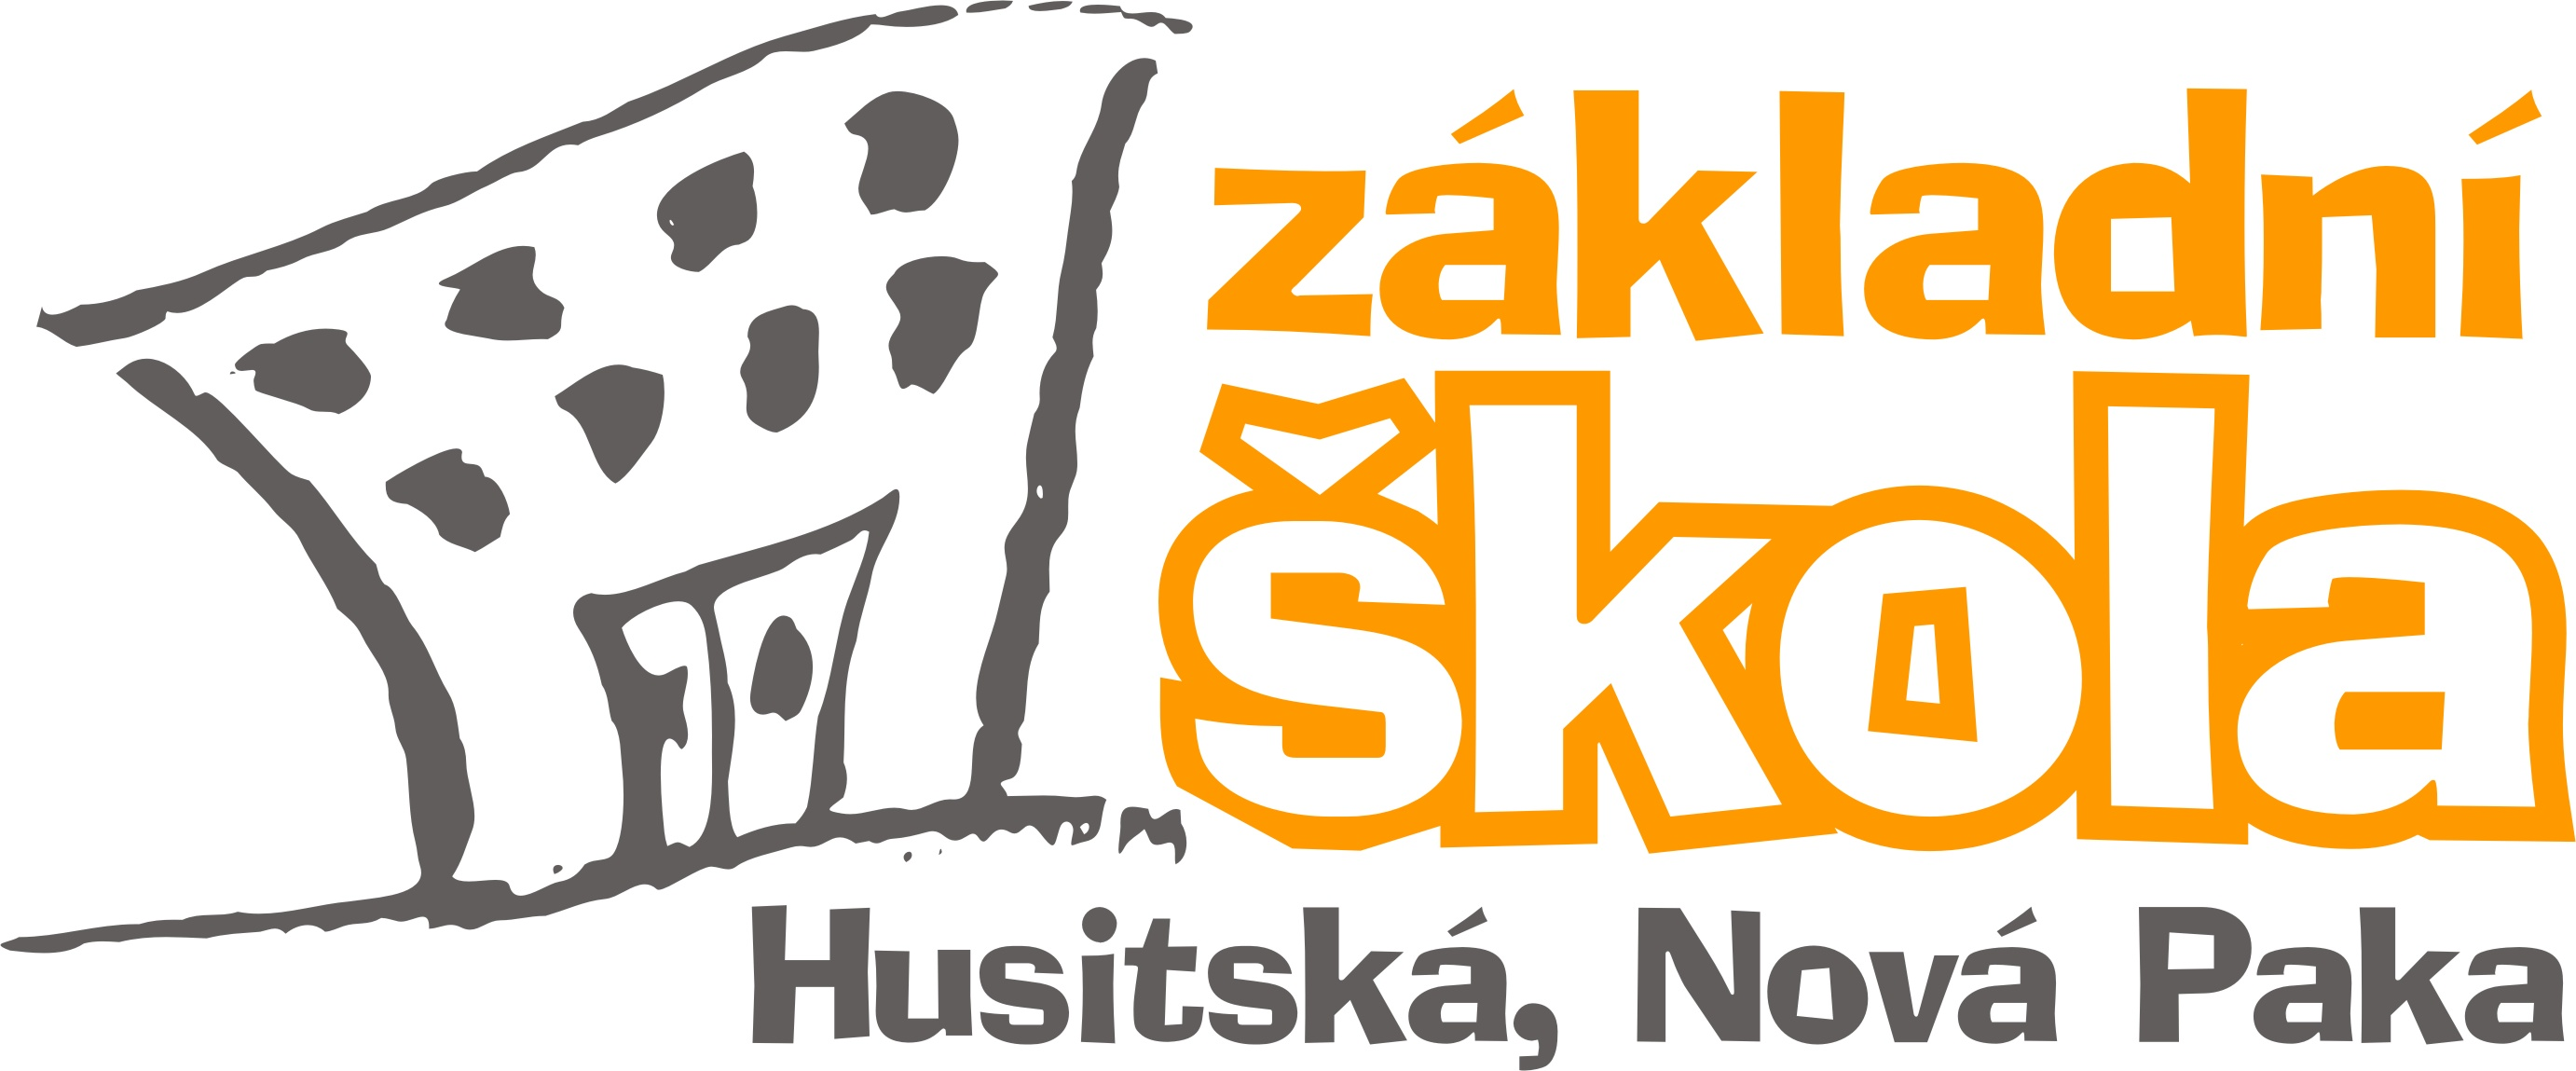 základní
škola
Husitská, Nová Paka